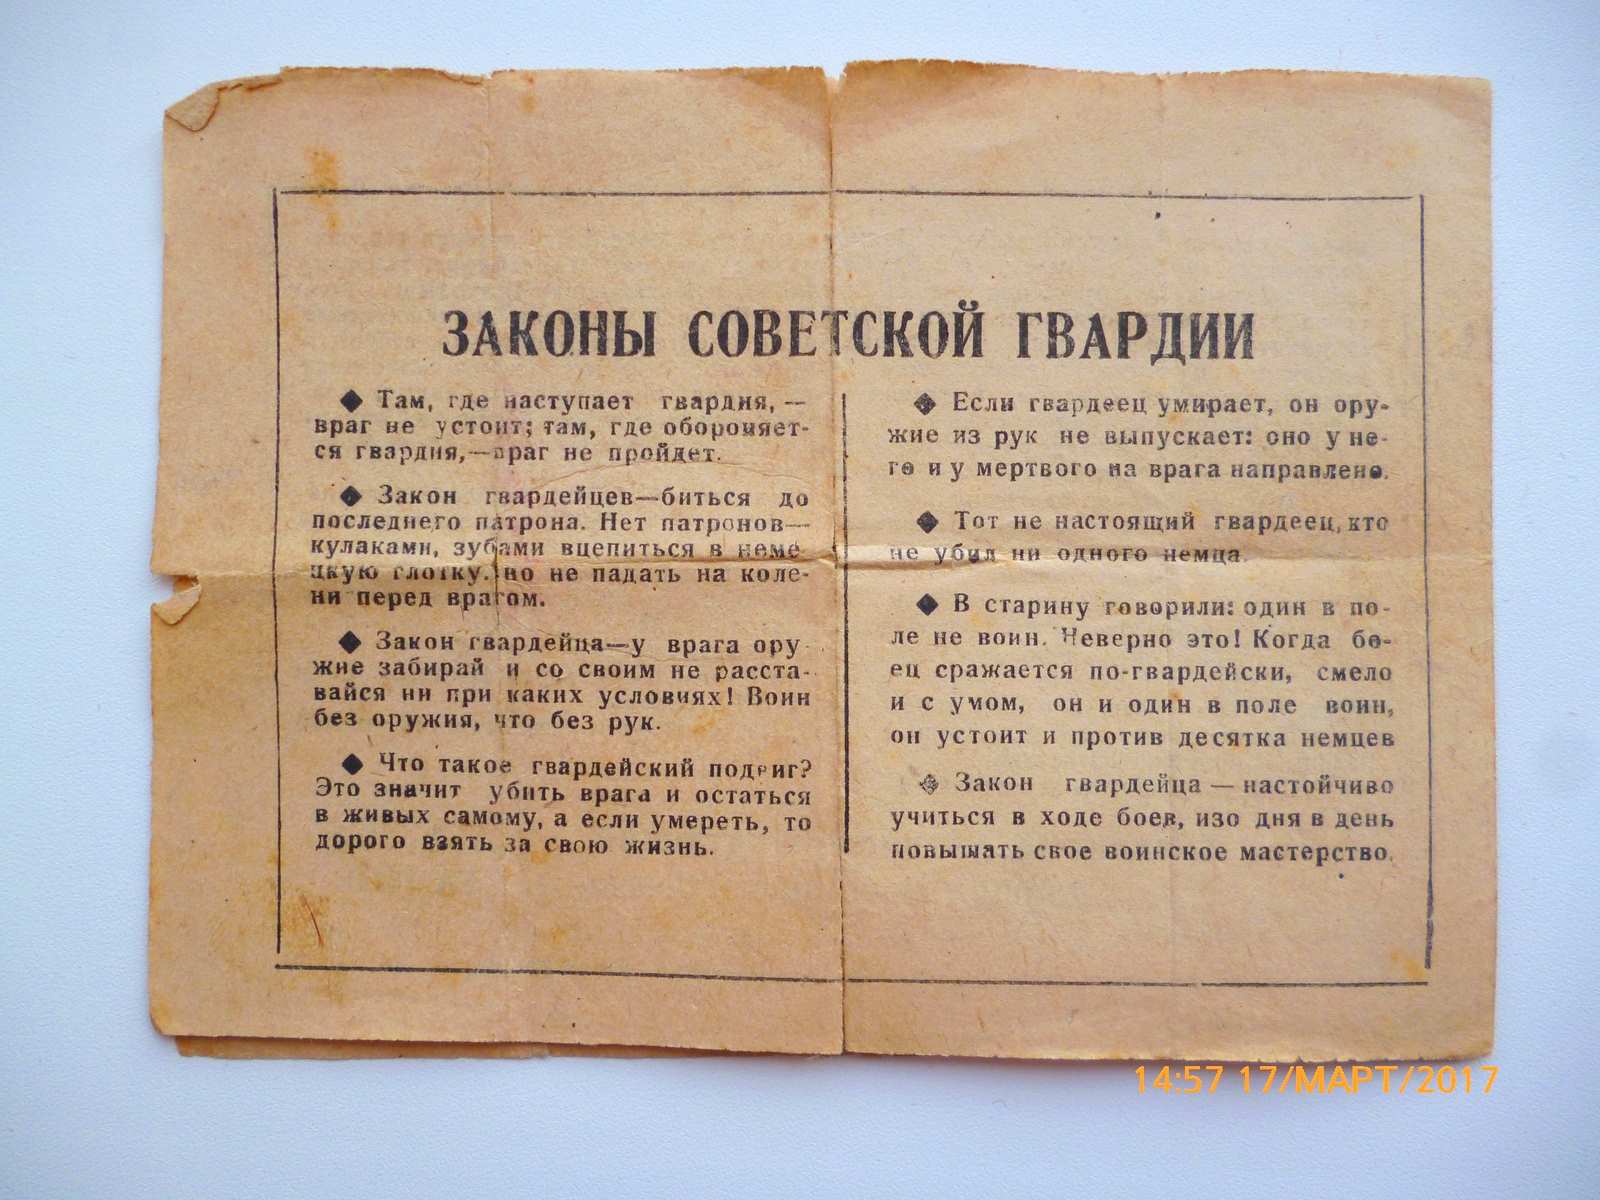 ЗАКОНЫ СОВЕТСКОЙ ГВАРДИИ
◆ Там, где наступает гвардия, —
враг не устоит; там, где обороняет-
ся гвардия,—враг не пройдет.
◆ Закон гвардейцев—биться до
последнего патрона. Нет патронов—
кулаками, зубами вцепиться в неме
цкую глотку. но не падать на коле-
ни перед врагом.
◆ Закон гвардейца—у врага ору
жие забирай и со своим не расста-
вайся ни при каких условиях! Воин
без оружия, что без рук.
◆ Что такое гвардейский подвиг?
Это значит убить врага и остаться
в живых самому, а если умереть, то
дорого взять за свою жизнь.
◆ Если гвардеец умирает, он ору-
жие из рук не выпускает: оно у не-
го и у мертвого на врага направлено.
◆ Тот не настоящий гвардеец, кто
не убил ни одного немца.
◆ В старину говорили: один в по-
ле не воин. Неверно это! Когда бо-
ец сражается по-гвардейски, смело
и с умом, он и один в поле воин,
он устоит и против десятка немцев
◆ Закон гвардейца — настойчиво
учиться в ходе боев, изо дня в день
повышать свое воинское мастерство.
14:57 17/МАРТ/2017